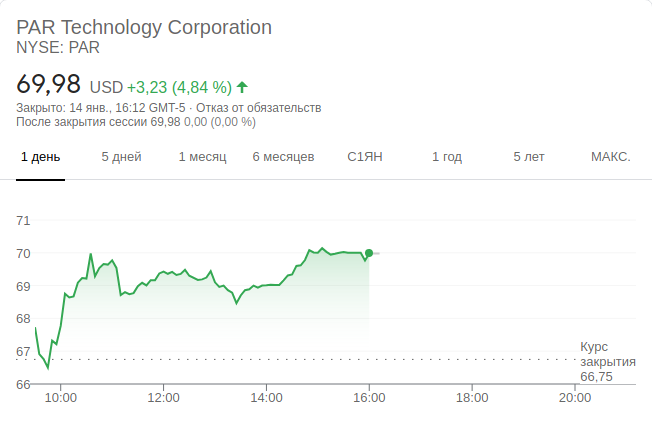 PAR Technology Corporation
NYSE: PAR
69,98 USD +3,23 (4,84 %)
Закрыто: 14 янв., 16:12 GMT-5 · Отказ от обязательств
После закрытия сессии 69,98 0,00 (0,00 %)
1 день 5 дней 1 месяц 6 месяцев С1ЯН 1 год 5 лет МАКС.
71
70
69
68
67
66
Курс
закрытия
66,75
10:00 12:00 14:00 16:00 18:00 20:00